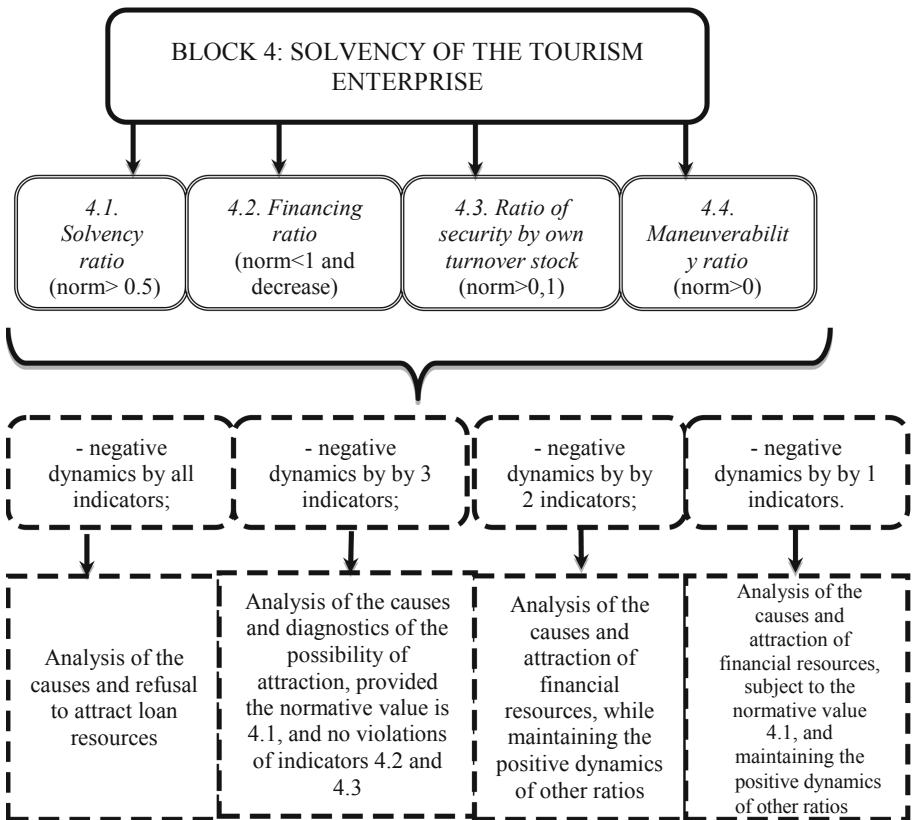 BLOCK 4: SOLVENCY OF THE TOURISM
ENTERPRISE
4.1.
Solvency
ratio
(norm> 0.5)
4.2. Financing
ratio
(norm<1 and
decrease)
4.3. Ratio of
security by own
turnover stock
(norm>0,1)
4.4.
Maneuverabilit
y ratio
(norm>0)
- negative
dynamics by all
indicators;
- negative
dynamics by by 3
indicators;
- negative
dynamics by by
2 indicators;
- negative
dynamics by by 1
indicators.
Analysis of the
causes and refusal
to attract loan
resources
Analysis of the causes
and diagnostics of the
possibility of
attraction, provided
the normative value is
4.1, and no violations
of indicators 4.2 and
4.3
Analysis of the
causes and
attraction of
financial
resources, while
maintaining the
positive dynamics
of other ratios
Analysis of the
causes and
attraction of
financial resources,
subject to the
normative value
4.1, and
maintaining the
positive dynamics
of other ratios